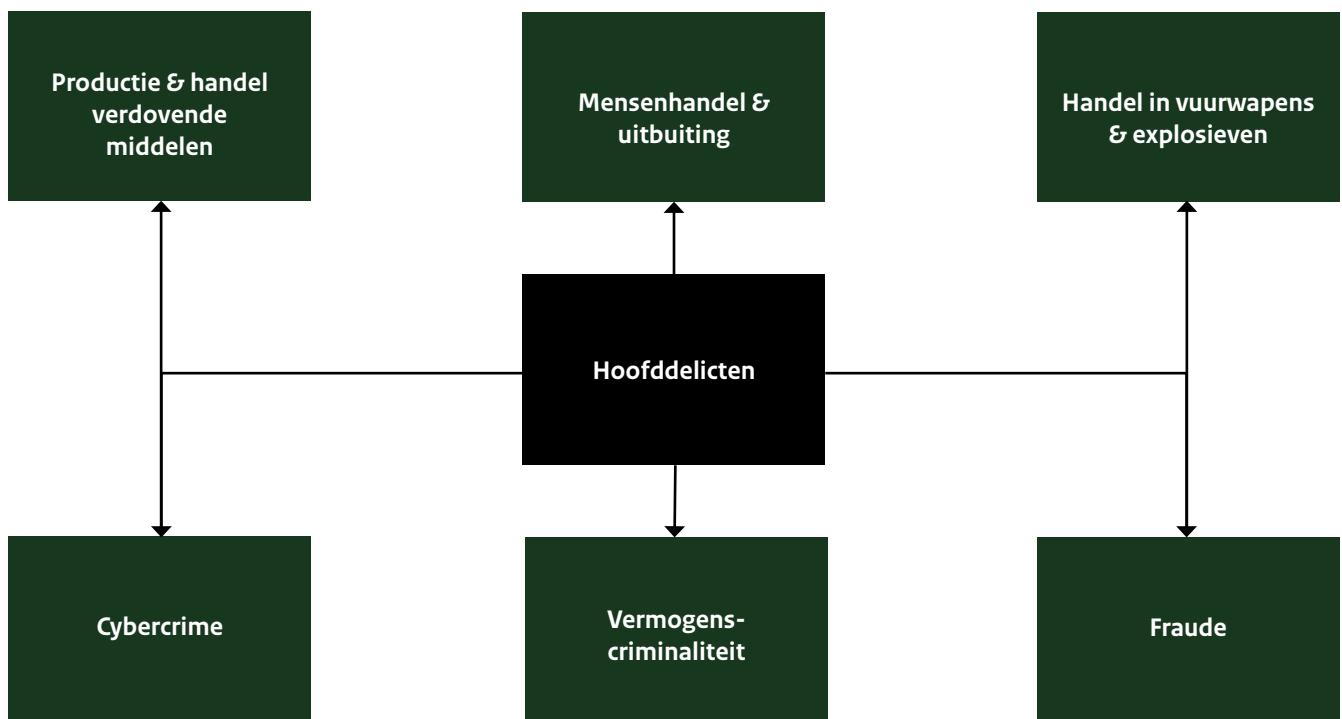 Productie & handel
verdovende
middelen
Mensenhandel &
uitbuiting
Handel in vuurwapens
& explosieven
Hoofddelicten
Cybercrime
Vermogens-
criminaliteit
Fraude